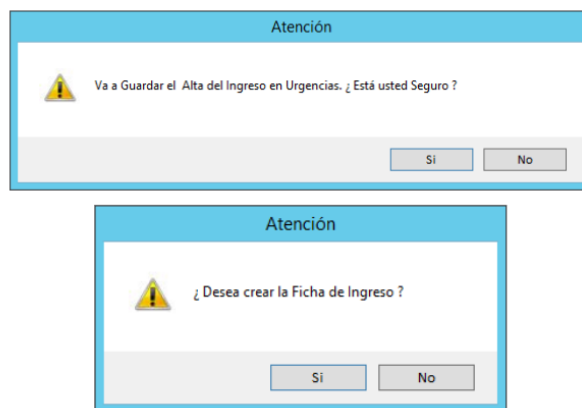 Atención
Va a Guardar el  Alta del Ingreso en Urgencias. ¿ Está usted Seguro ?
Si
No
Atención
¿ Desea crear la Ficha de Ingreso ?
Si
No